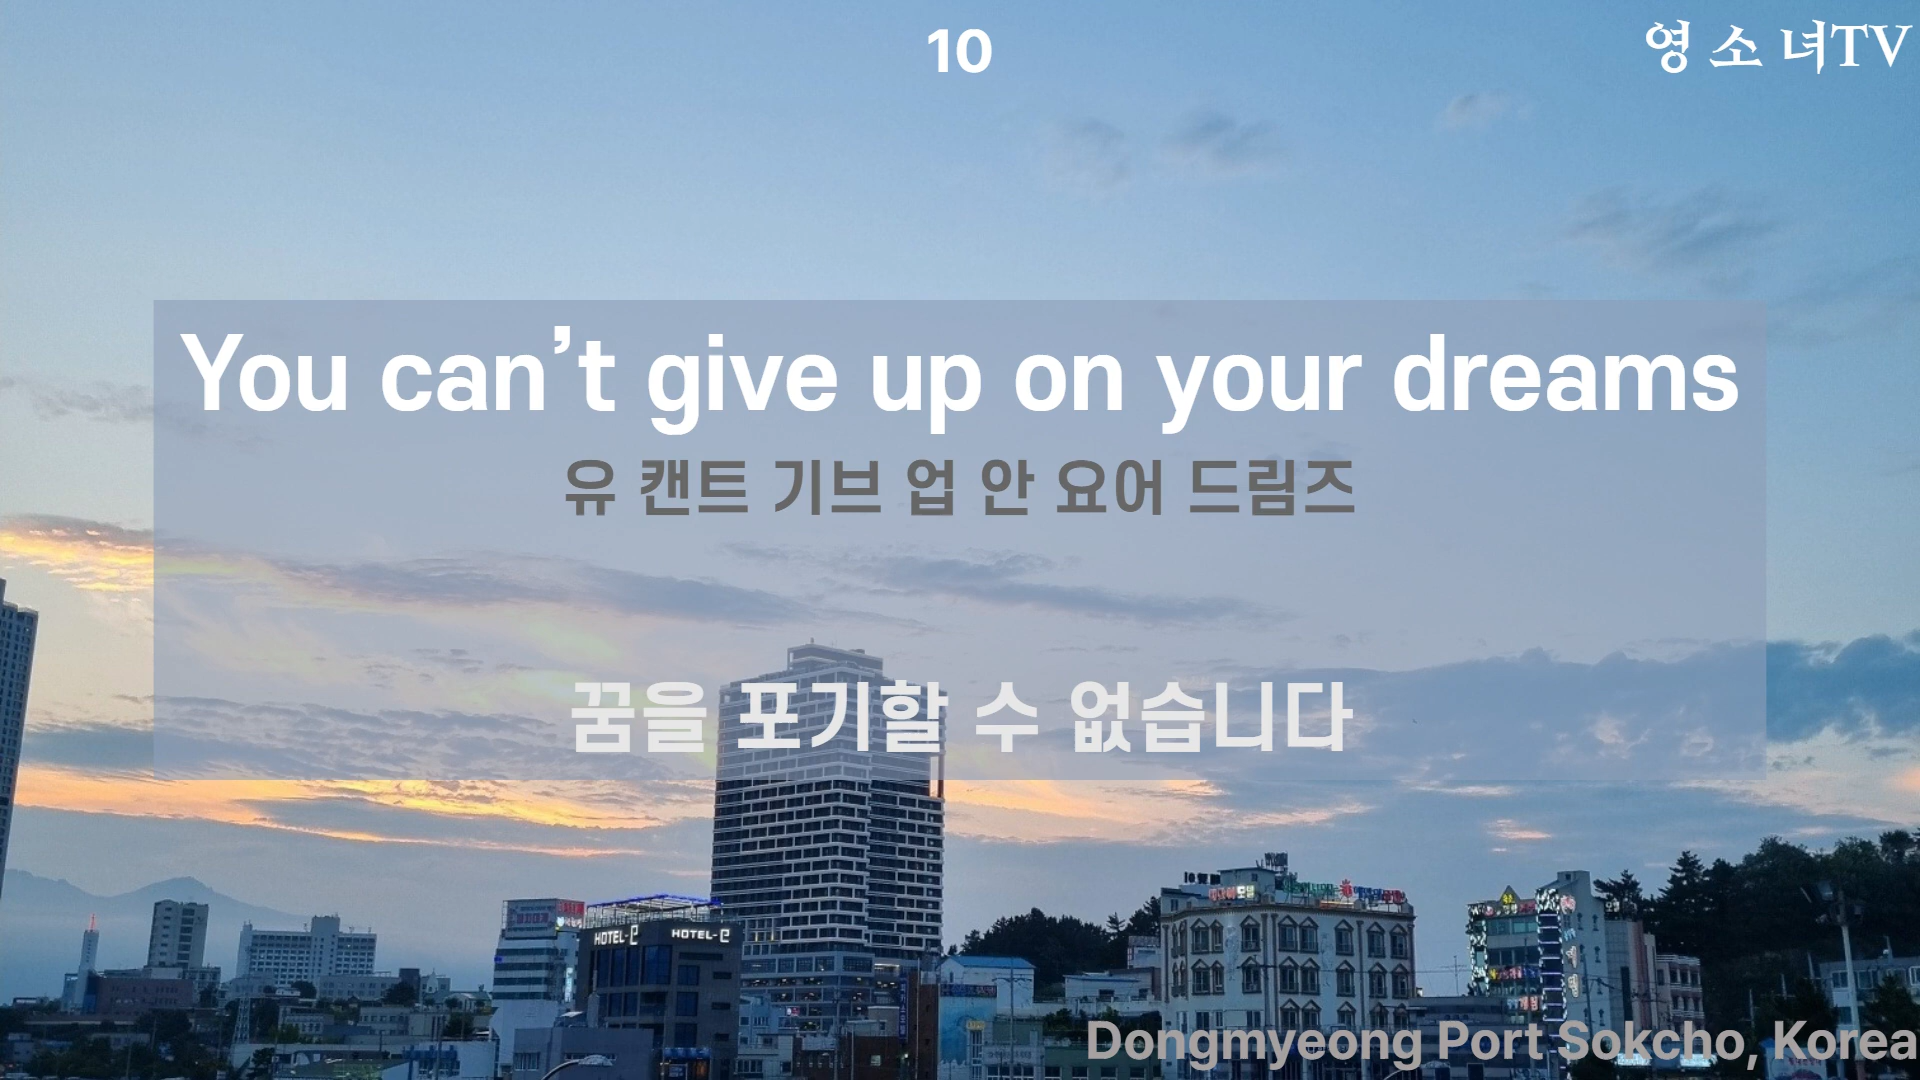 10
영소녀TV
You can’t give up on your dreams
유 캔트 기브 업 안 요어 드림즈
꿈을 포기할 수 없습니다
HOTEL-e HOTEL-e
Dongmyeong Port Sokcho, Korea